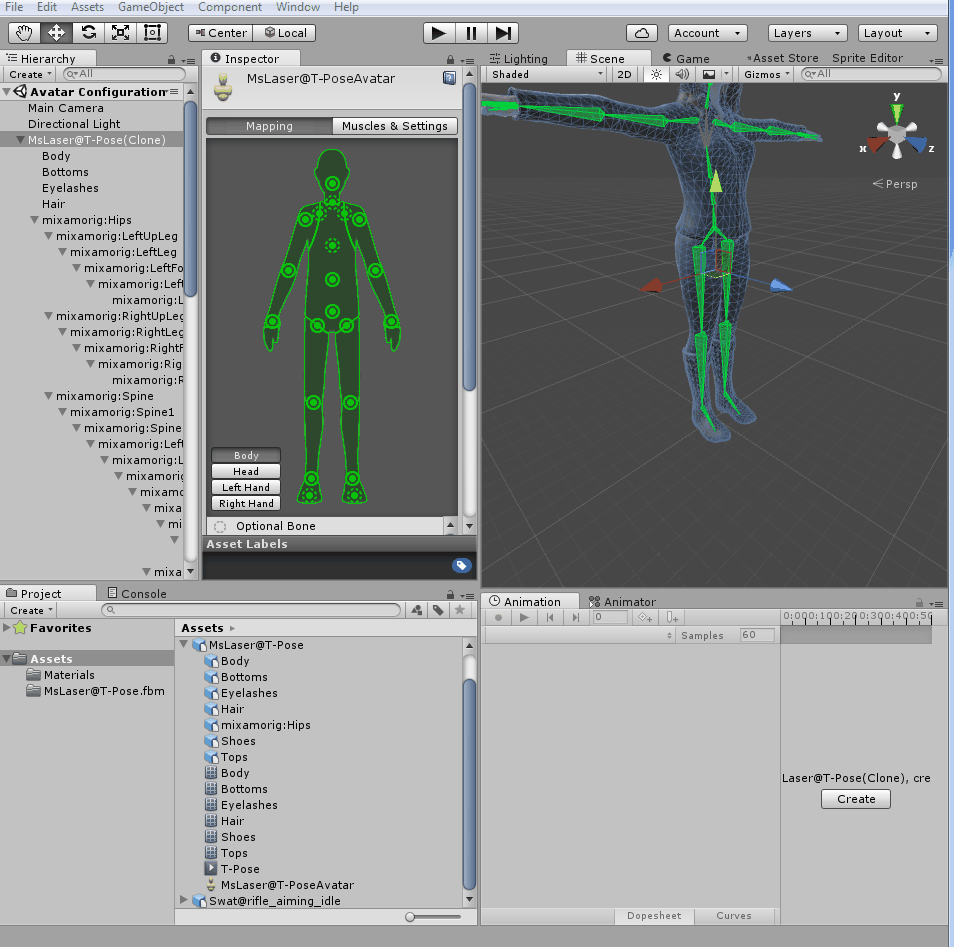 File Edit Assets GameObject Component Window Help
Center Local Account Layers Layout
Hierarchy
Create All
Avatar Configuration
Main Camera
Directional Light
MsLaser@T-Pose(Clone)
Body
Bottoms
Eyelashes
Hair
mixamorig:Hips
mixamorig:LeftUpLeg
mixamorig:LeftLeg
mixamorig:LeftFo
mixamorig:Left
mixamorig:L
mixamorig:RightUpLeg
mixamorig:RightLeg
mixamorig:RightF
mixamorig:Rig
mixamorig:R
mixamorig:Spine
mixamorig:Spine1
mixamorig:Spine
mixamorig:Left
mixamorig:L
mixamorig
mixamo
mixa
mi
mixa
Inspector
MsLaser@T-PoseAvatar
Mapping Muscles & Settings
Body
Head
Left Hand
Right Hand
Optional Bone
Asset Labels
Lighting Scene Game Asset Store Sprite Editor
Shaded 2D Gizmos All
y
x z
Persp
Project Console
Create
Favorites
Assets
Materials
MsLaser@T-Pose.fbm
Assets
MsLaser@T-Pose
Body
Bottoms
Eyelashes
Hair
mixamorig:Hips
Shoes
Tops
Body
Bottoms
Eyelashes
Hair
Shoes
Tops
T-Pose
MsLaser@T-PoseAvatar
Swat@rifle_aiming_idle
Animation Animator
0
Samples 60
0:00 0:10 0:20 0:30 0:40 0:50
Laser@T-Pose(Clone), cre
Create
Dopesheet Curves